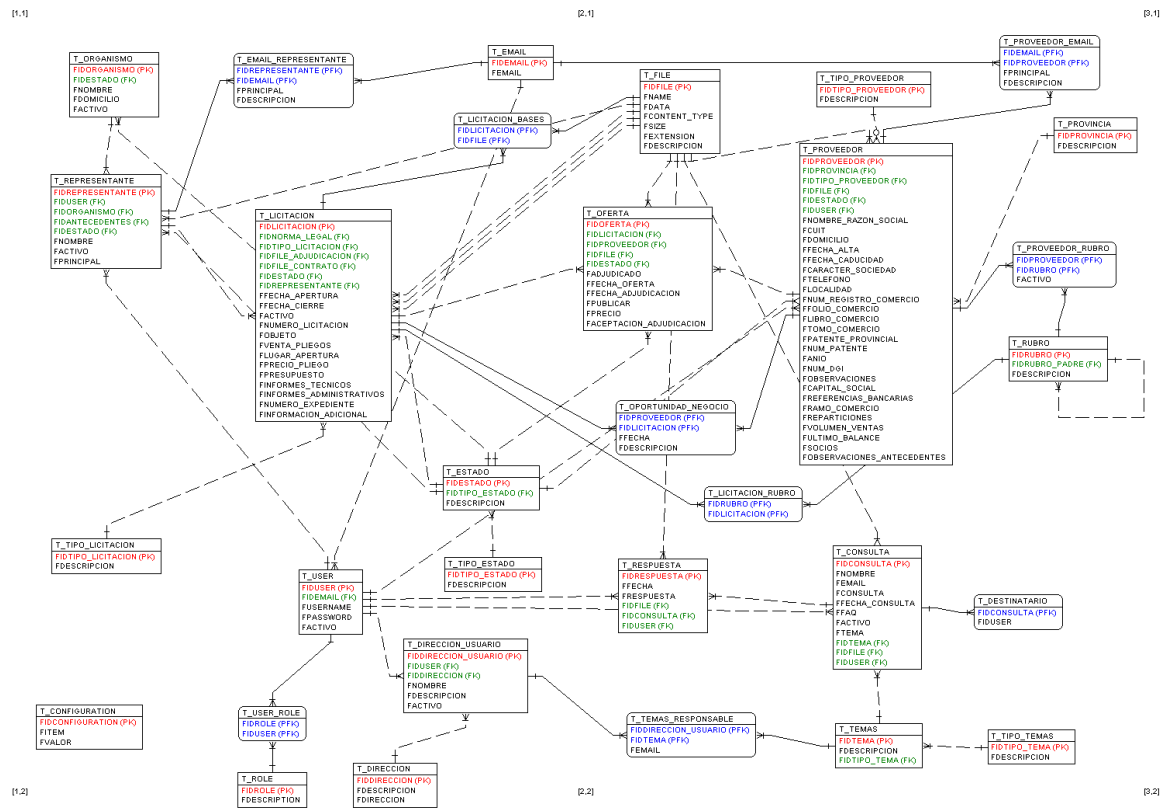 [1,1]
[2,1]
[3,1]
T_ORGANISMO
FIDORGANISMO (PK)
FIDESTADO (FK)
FNOMBRE
FDOMICILIO
FACTIVO
T_EMAIL_REPRESENTANTE
FIDREPRESENTANTE (PFK)
FIDEMAIL (PFK)
FPRINCIPAL
FDESCRIPCION
T_EMAIL
FIDEMAIL (PK)
FEMAIL
T_FILE
FIDFILE (PK)
FNAME
FDATA
FCONTENT_TYPE
FSIZE
FEXTENSION
FDESCRIPCION
T_TIPO_PROVEEDOR
FIDTIPO_PROVEEDOR (PK)
FDESCRIPCION
T_PROVEEDOR_EMAIL
FIDEMAIL (PFK)
FIDPROVEEDOR (PFK)
FPRINCIPAL
FDESCRIPCION
T_LICITACION_BASES
FIDLICITACION (PFK)
FIDFILE (PFK)
T_PROVINCIA
FIDPROVINCIA (PK)
FDESCRIPCION
T_REPRESENTANTE
FIDREPRESENTANTE (PK)
FIDUSER (FK)
FIDORGANISMO (FK)
FIDANTECEDENTES (FK)
FIDESTADO (FK)
FNOMBRE
FACTIVO
FPRINCIPAL
T_LICITACION
FIDLICITACION (PK)
FIDNORMA_LEGAL (FK)
FIDTIPO_LICITACION (FK)
FIDFILE_ADJUDICACION (FK)
FIDFILE_CONTRATO (FK)
FIDESTADO (FK)
FIDREPRESENTANTE (FK)
FFECHA_APERTURA
FFECHA_CIERRE
FACTIVO
FNUMERO_LICITACION
FOBJETO
FVENTA_PLIEGOS
FLUGAR_APERTURA
FPRECIO_PLIEGO
FPRESUPUESTO
FINFORMES_TECNICOS
FINFORMES_ADMINISTRATIVOS
FNUMERO_EXPEDIENTE
FINFORMACION_ADICIONAL
T_OFERTA
FIDOFERTA (PK)
FIDLICITACION (FK)
FIDPROVEEDOR (FK)
FIDFILE (FK)
FIDESTADO (FK)
FADJUDICADO
FFECHA_OFERTA
FFECHA_ADJUDICACION
FPUBLICAR
FPRECIO
FACEPTACION_ADJUDICACION
T_PROVEEDOR
FIDPROVEEDOR (PK)
FIDPROVINCIA (FK)
FIDTIPO_PROVEEDOR (FK)
FIDFILE (FK)
FIDESTADO (FK)
FIDUSER (FK)
FNOMBRE_RAZON_SOCIAL
FCUIT
FDOMICILIO
FFECHA_ALTA
FFECHA_CADUCIDAD
FCARACTER_SOCIEDAD
FTELEFONO
FLOCALIDAD
FNUM_REGISTRO_COMERCIO
FFOLIO_COMERCIO
FLIBRO_COMERCIO
FTOMO_COMERCIO
FPATENTE_PROVINCIAL
FNUM_PATENTE
FANIO
FNUM_DGI
FOBSERVACIONES
FCAPITAL_SOCIAL
FREFERENCIAS_BANCARIAS
FRAMO_COMERCIO
FREPARTICIONES
FVOLUMEN_VENTAS
FULTIMO_BALANCE
FSOCIOS
FOBSERVACIONES_ANTECEDENTES
T_PROVEEDOR_RUBRO
FIDPROVEEDOR (PFK)
FIDRUBRO (PFK)
FACTIVO
T_RUBRO
FIDRUBRO (PK)
FIDRUBRO_PADRE (FK)
FDESCRIPCION
T_OPORTUNIDAD_NEGOCIO
FIDPROVEEDOR (PFK)
FIDLICITACION (PFK)
FFECHA
FDESCRIPCION
T_ESTADO
FIDESTADO (PK)
FIDTIPO_ESTADO (FK)
FDESCRIPCION
T_LICITACION_RUBRO
FIDRUBRO (PFK)
FIDLICITACION (PFK)
T_TIPO_LICITACION
FIDTIPO_LICITACION (PK)
FDESCRIPCION
T_USER
FIDUSER (PK)
FIDEMAIL (FK)
FUSERNAME
FPASSWORD
FACTIVO
T_TIPO_ESTADO
FIDTIPO_ESTADO (PK)
FDESCRIPCION
T_RESPUESTA
FIDRESPUESTA (PK)
FFECHA
FRESPUESTA
FIDFILE (FK)
FIDCONSULTA (FK)
FIDUSER (FK)
T_CONSULTA
FIDCONSULTA (PK)
FNOMBRE
FEMAIL
FCONSULTA
FFECHA_CONSULTA
FFAQ
FACTIVO
FTEMA
FIDTEMA (FK)
FIDFILE (FK)
FIDUSER (FK)
T_DESTINATARIO
FIDCONSULTA (PFK)
FIDUSER
T_DIRECCION_USUARIO
FIDDIRECCION_USUARIO (PK)
FIDUSER (FK)
FIDDIRECCION (FK)
FNOMBRE
FDESCRIPCION
FACTIVO
T_CONFIGURATION
FIDCONFIGURATION (PK)
FITEM
FVALOR
T_USER_ROLE
FIDROLE (PFK)
FIDUSER (PFK)
T_TEMAS_RESPONSABLE
FIDDIRECCION_USUARIO (PFK)
FIDTEMA (PFK)
FEMAIL
T_TEMAS
FIDTEMA (PK)
FDESCRIPCION
FIDTIPO_TEMA (FK)
T_TIPO_TEMAS
FIDTIPO_TEMA (PK)
FDESCRIPCION
T_ROLE
FIDROLE (PK)
FDESCRIPTION
T_DIRECCION
FIDDIRECCION (PK)
FDESCRIPCION
FDIRECCION
[1,2]
[2,2]
[3,2]